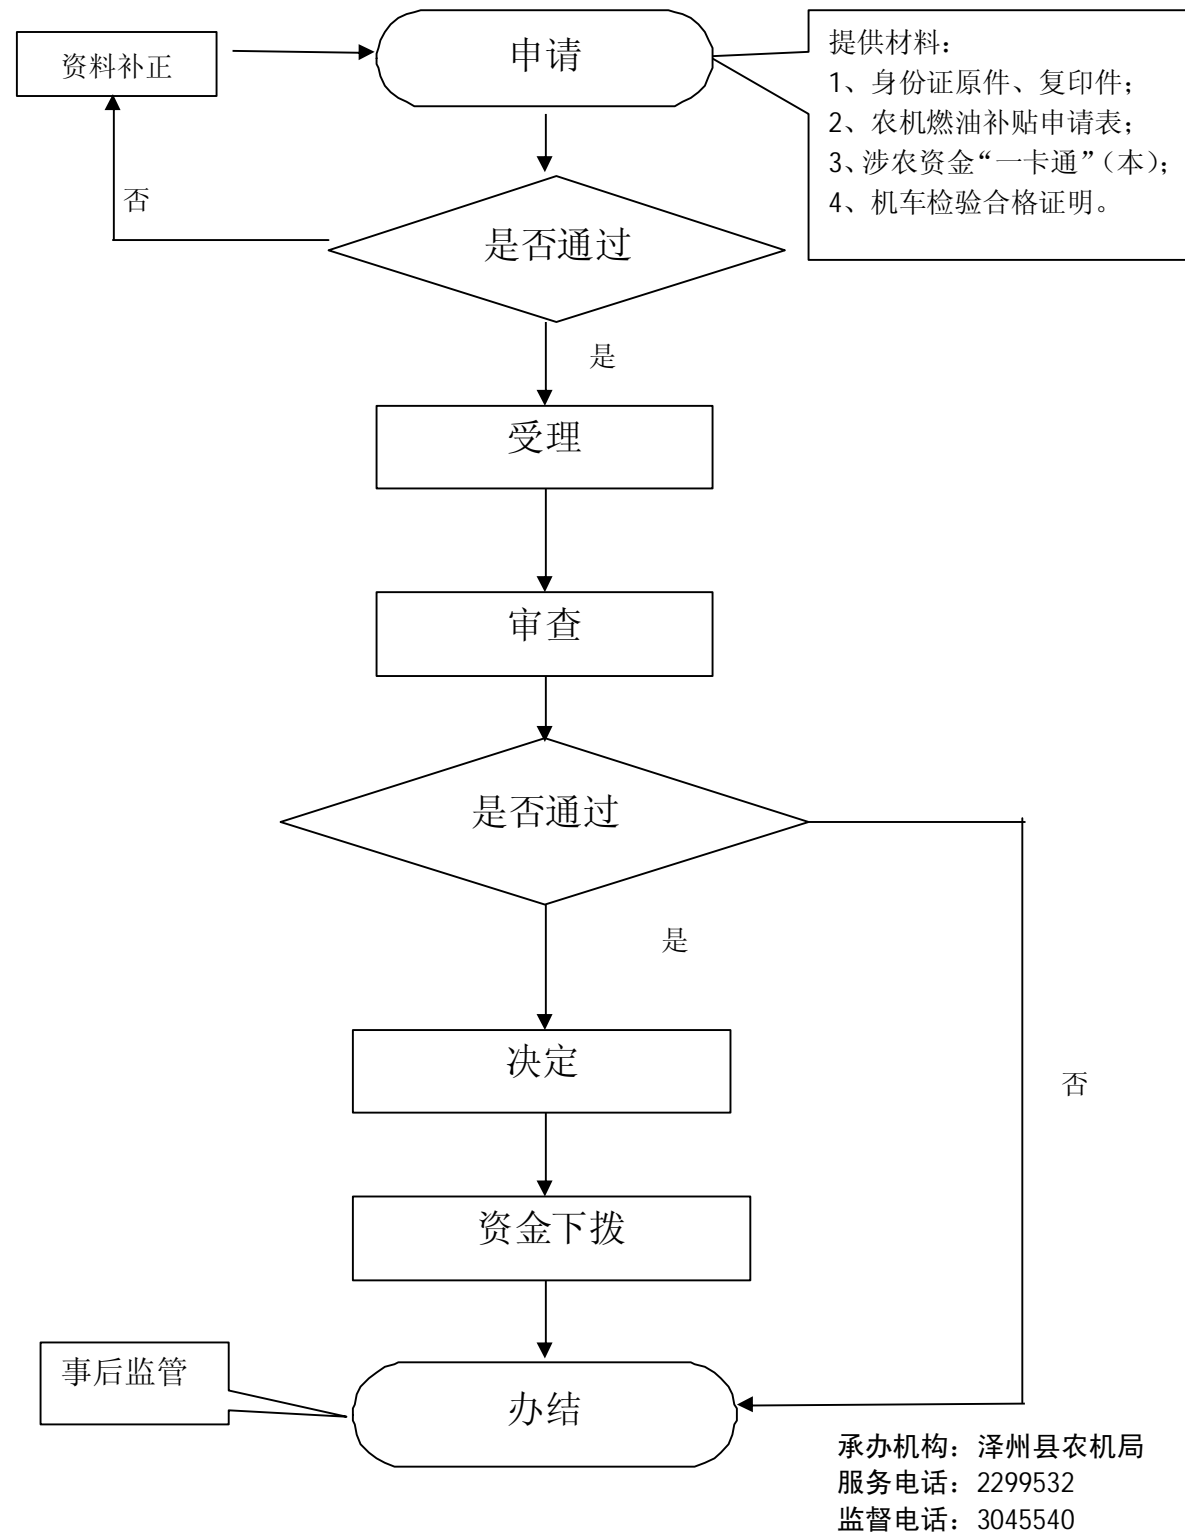 申请
资料补正
提供材料：
1、身份证原件、复印件；
2、农机燃油补贴申请表；
3、涉农资金“一卡通”（本）；
4、机车检验合格证明。
否
是否通过
是
受理
审查
是否通过
是
决定
否
资金下拨
事后监管
办结
承办机构：泽州县农机局
服务电话：2299532
监督电话：3045540